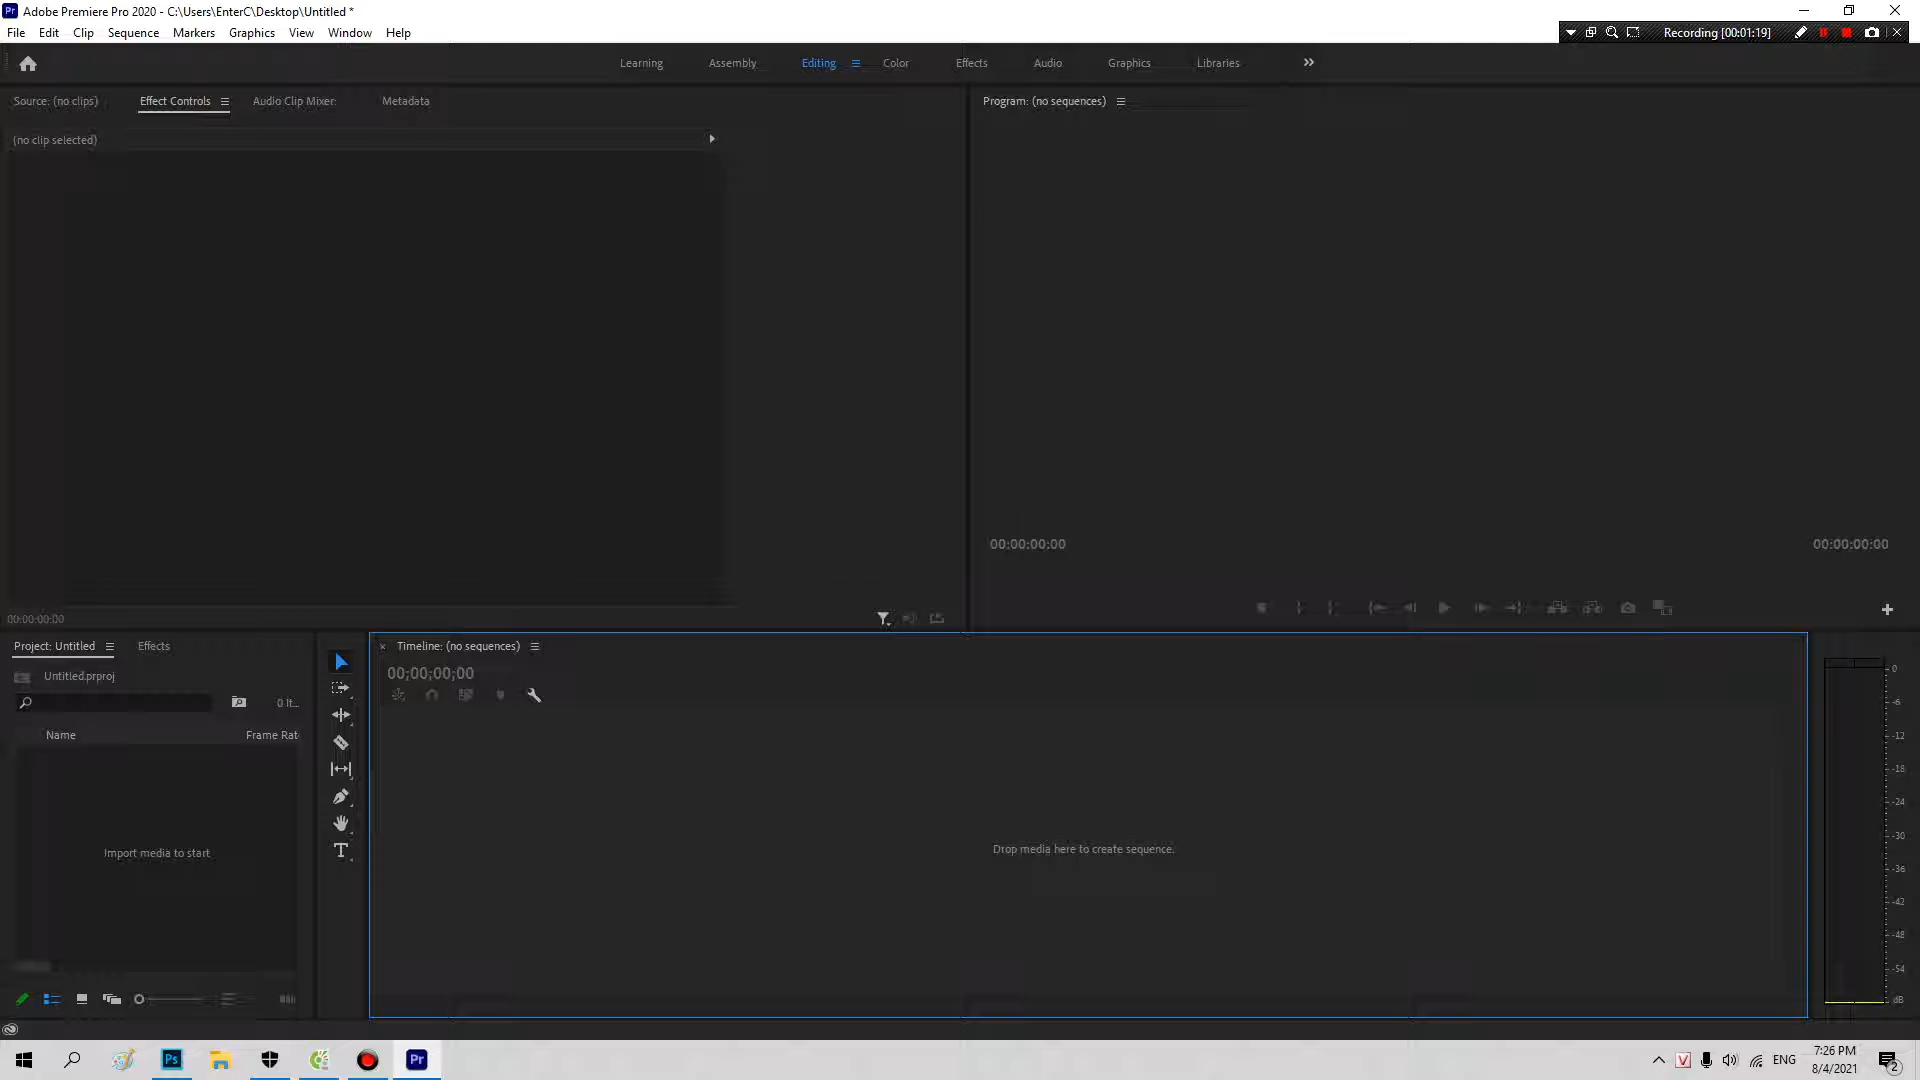 Pr Adobe Premiere Pro 2020 - C:\Users\EnterC\Desktop\Untitled *
File Edit Clip Sequence Markers Graphics View Window Help
Recording [00:01:19]
Learning Assembly Editing Color Effects Audio Graphics Libraries
Source: (no clips) Effect Controls Audio Clip Mixer: Metadata
Program: (no sequences)
(no clip selected)
00:00:00:00 00:00:00:00
00:00:00:00
Project: Untitled Effects
Timeline: (no sequences)
Untitled.prproj
00;00;00;00
0 It...
Name Frame Rat
Import media to start
Drop media here to create sequence.
0
-6
-12
-18
-24
-30
-36
-42
-48
-54
dB
Ps Pr
V ENG
7:26 PM
8/4/2021
2